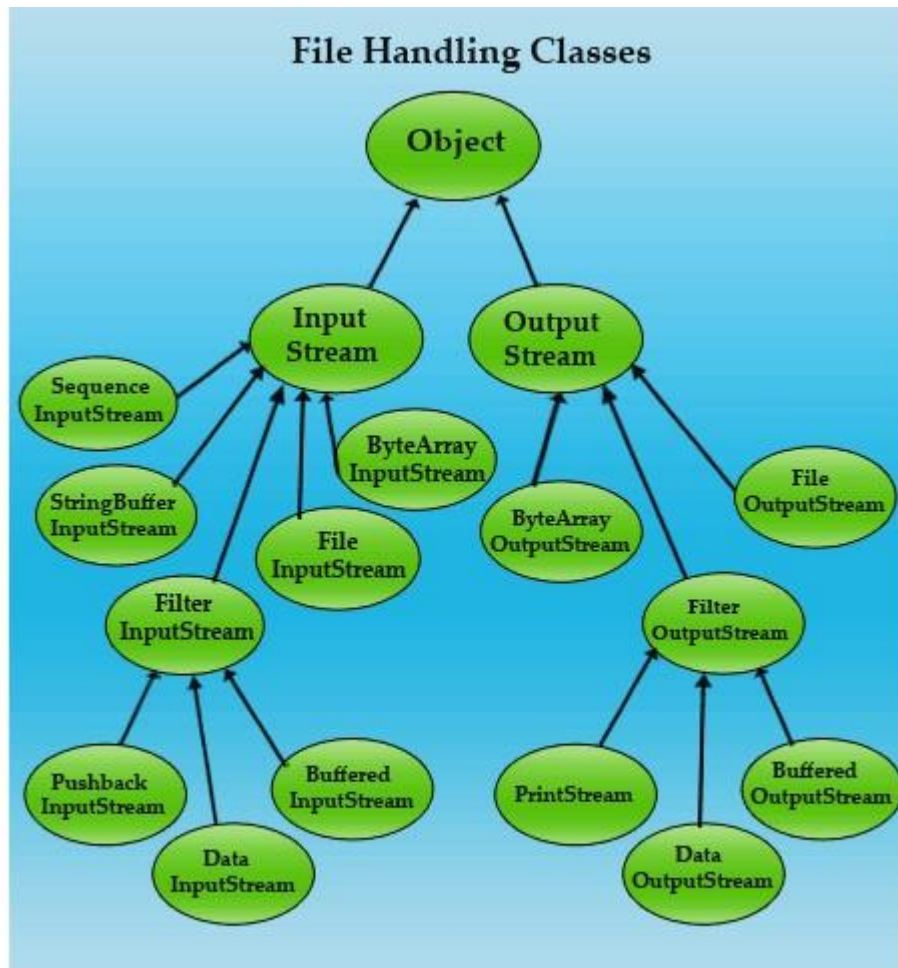 File Handling Classes
Object
Input
Stream
Output
Stream
Sequence
InputStream
StringBuffer
InputStream
ByteArray
InputStream
File
InputStream
ByteArray
OutputStream
File
OutputStream
Filter
InputStream
Filter
OutputStream
Pushback
InputStream
Data
InputStream
Buffered
InputStream
PrintStream
Data
OutputStream
Buffered
OutputStream